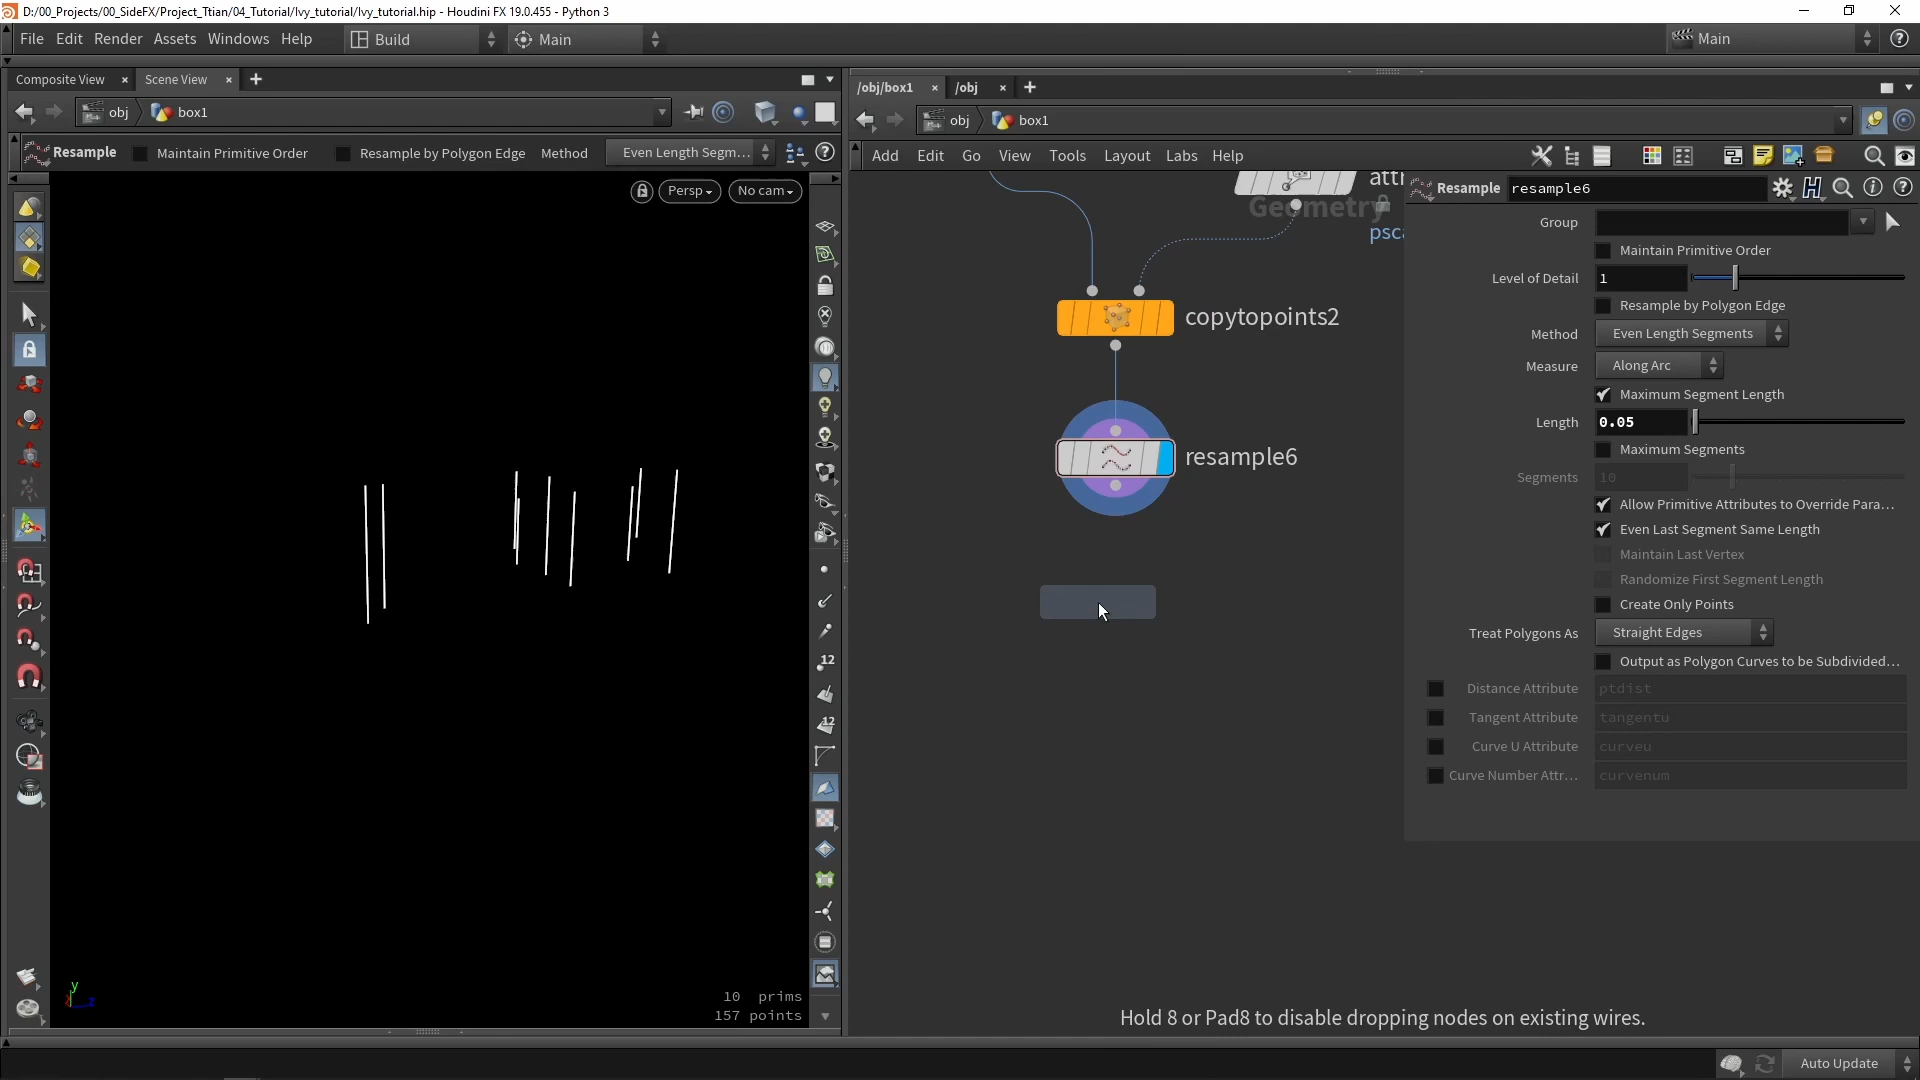 D:/00_Projects/00_SideFX/Project_Ttian/04_Tutorial/Ivy_tutorial/Ivy_tutorial.hip - Houdini FX 19.0.455 - Python 3
File Edit Render Assets Windows Help Build Main Main
Composite View Scene View
/obj/box1 /obj
obj box1
obj box1
Resample Maintain Primitive Order Resample by Polygon Edge Method Even Length Segm...
Add Edit Go View Tools Layout Labs Help
Persp No cam
Geometry
psc
copytopoints2
resample6
Resample resample6
Group
Maintain Primitive Order
Level of Detail 1
Resample by Polygon Edge
Method Even Length Segments
Measure Along Arc
Maximum Segment Length
Length 0.05
Maximum Segments
Segments 10
Allow Primitive Attributes to Override Para...
Even Last Segment Same Length
Maintain Last Vertex
Randomize First Segment Length
Create Only Points
Treat Polygons As Straight Edges
Output as Polygon Curves to be Subdivided...
Distance Attribute ptdist
Tangent Attribute tangentu
Curve U Attribute curveu
Curve Number Attr... curvenum
12
12
y
z
10 prims
157 points
Hold 8 or Pad8 to disable dropping nodes on existing wires.
Auto Update